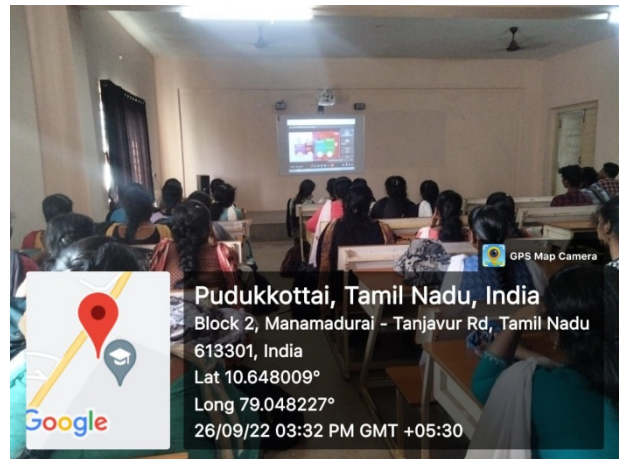 GPS Map Camera
Pudukkottai, Tamil Nadu, India
Block 2, Manamadurai - Tanjavur Rd, Tamil Nadu
613301, India
Lat 10.648009°
Long 79.048227°
26/09/22 03:32 PM GMT +05:30
Google